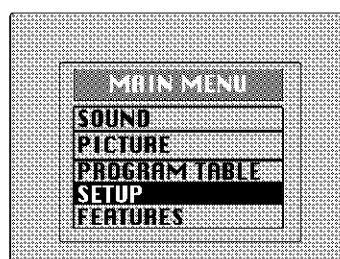 MAIN MENU
SOUND
PICTURE
PROGRAM TABLE
SETUP
FEATURES